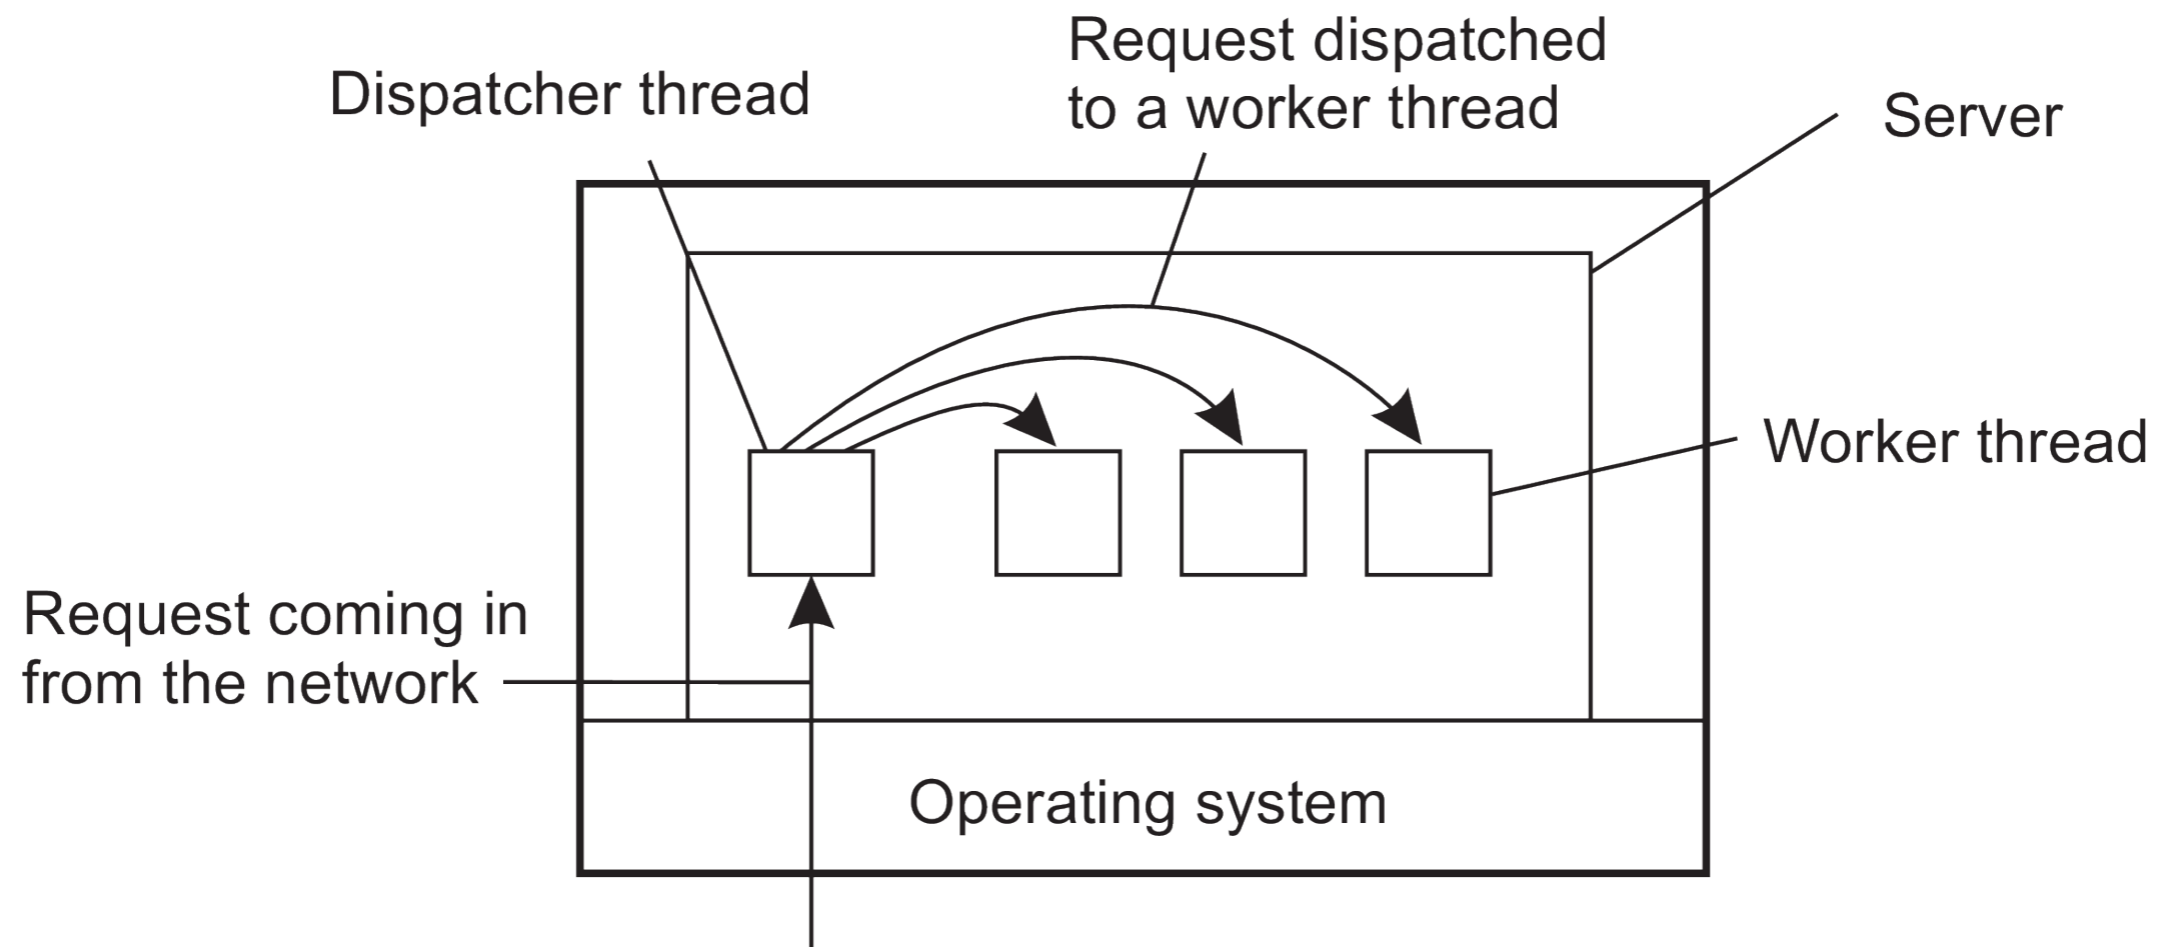 Request dispatched
to a worker thread
Dispatcher thread
Server
Worker thread
Request coming in
from the network
Operating system